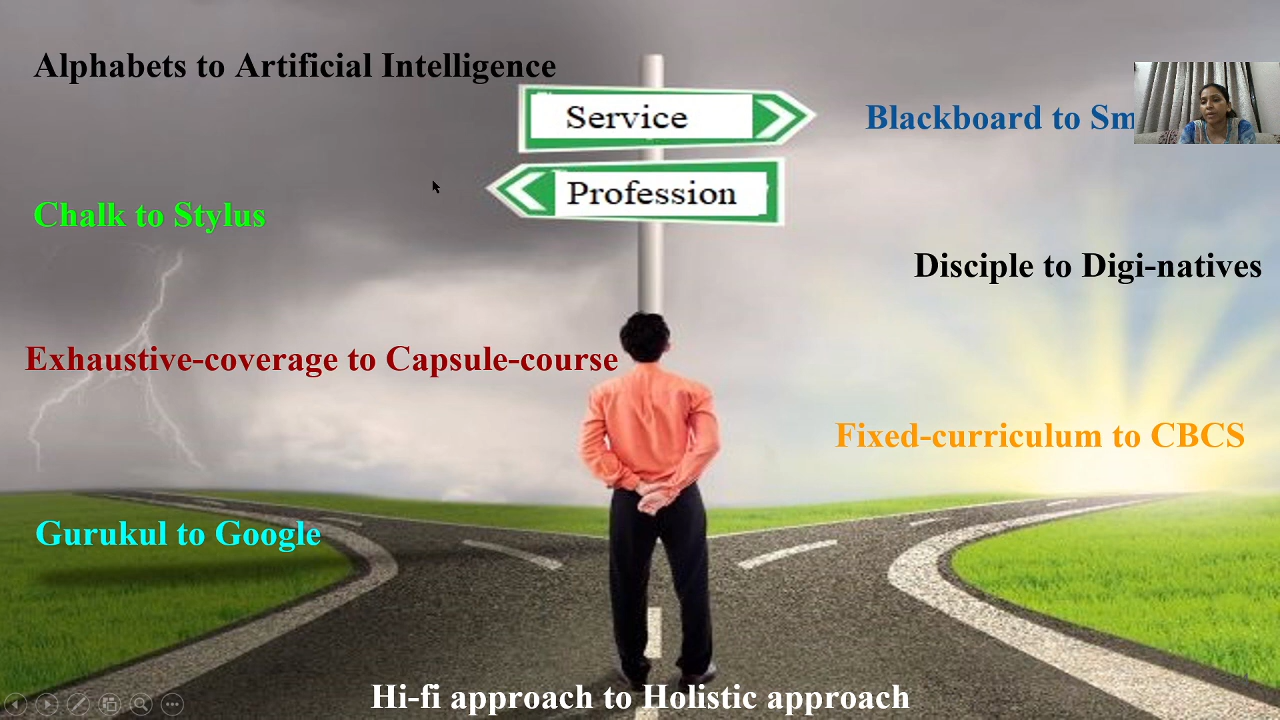 Alphabets to Artificial Intelligence
Service
Blackboard to
Profession
Chalk to Stylus
Disciple to Digi-natives
Exhaustive-coverage to Capsule-course
Fixed-curriculum to CBCS
Gurukul to Google
Hi-fi approach to Holistic approach